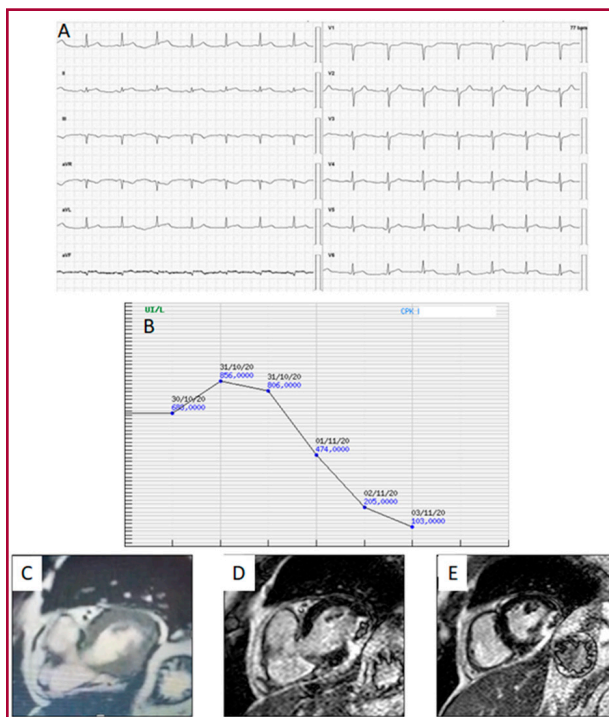 A
V1
77 bpm
II
V2
III
V3
aVR
V4
aVL
V5
aVF
V6
B
UI/L
CPK
30/10/20
31/10/20
856,0000
31/10/20
806,0000
01/11/20
474,0000
02/11/20
205,0000
03/11/20
103,0000
C
D
E